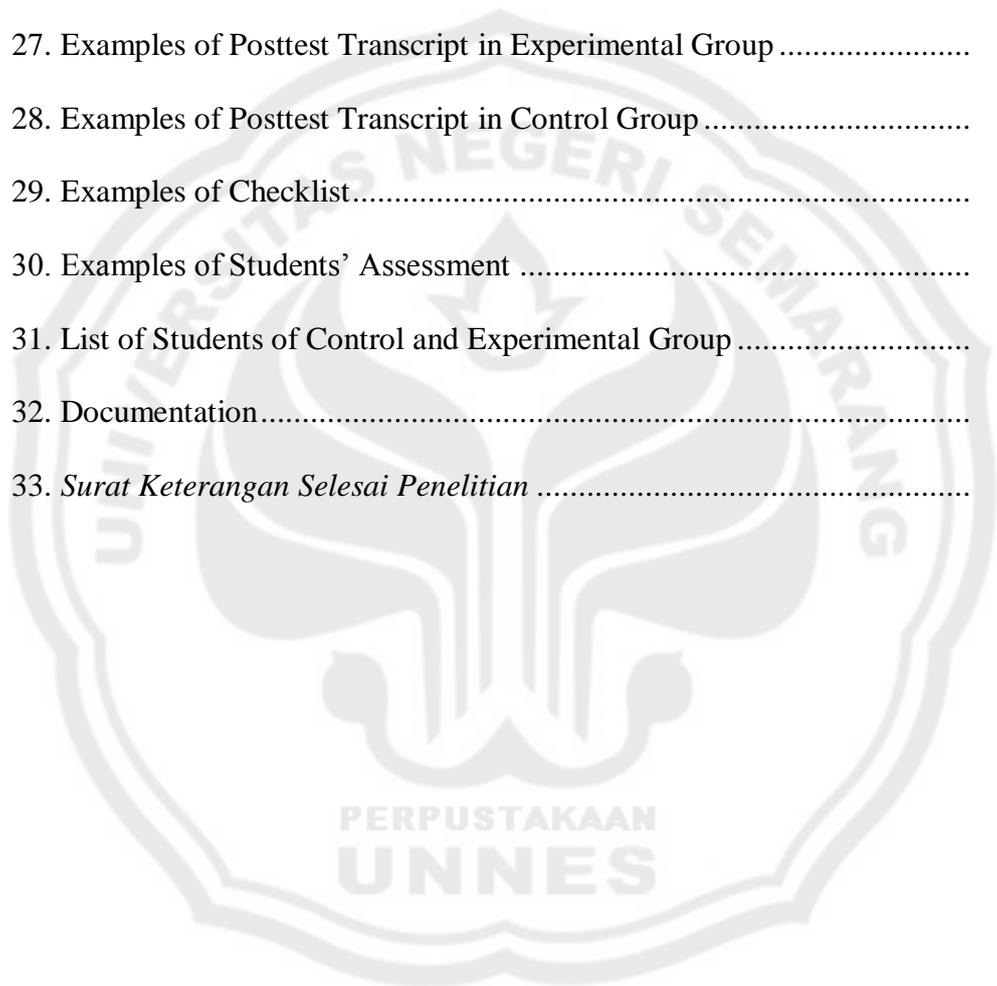 27. Examples of Posttest Transcript in Experimental Group ........................
28. Examples of Posttest Transcript in Control Group .................................
29. Examples of Checklist.............................................................................
30. Examples of Students’ Assessment ........................................................
31. List of Students of Control and Experimental Group .............................
32. Documentation.........................................................................................
33. Surat Keterangan Selesai Penelitian ......................................................
UNIVERSITAS NEGERI SEMARANG
PERPUSTAKAAN
UNNES